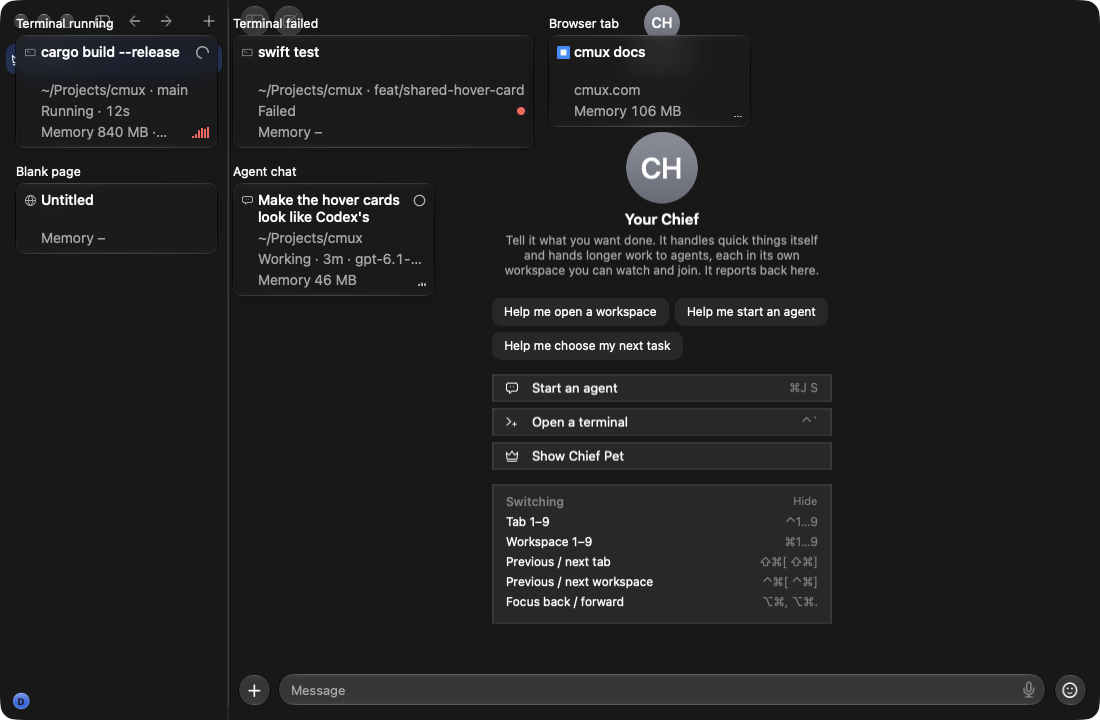 Terminal running
cargo build --release
~/Projects/cmux · main
Running · 12s
Memory 840 MB ·...
Terminal failed
swift test
~/Projects/cmux · feat/shared-hover-card
Failed
Memory –
Browser tab
cmux docs
cmux.com
Memory 106 MB
...
CH
Blank page
Untitled
Memory –
Agent chat
Make the hover cards
look like Codex's
~/Projects/cmux
Working · 3m · gpt-6.1-...
Memory 46 MB
CH
Your Chief
Tell it what you want done. It handles quick things itself
and hands longer work to agents, each in its own
workspace you can watch and join. It reports back here.
Help me open a workspace
Help me start an agent
Help me choose my next task
Start an agent ⌘J S
Open a terminal ^`
Show Chief Pet
Switching Hide
Tab 1–9 ^1...9
Workspace 1–9 ⌘1...9
Previous / next tab ⇧⌘[ ⇧⌘]
Previous / next workspace ^⌘[ ^⌘]
Focus back / forward ⌥⌘, ⌥⌘.
Message
D